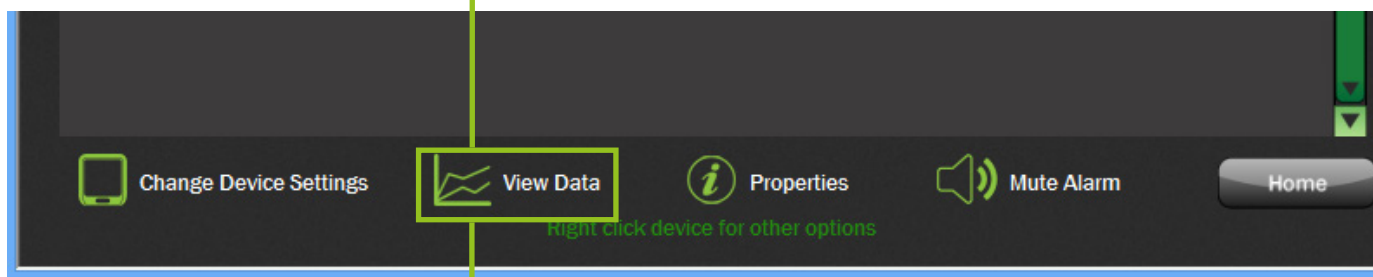 Change Device Settings View Data Properties Mute Alarm Home
Right click device for other options